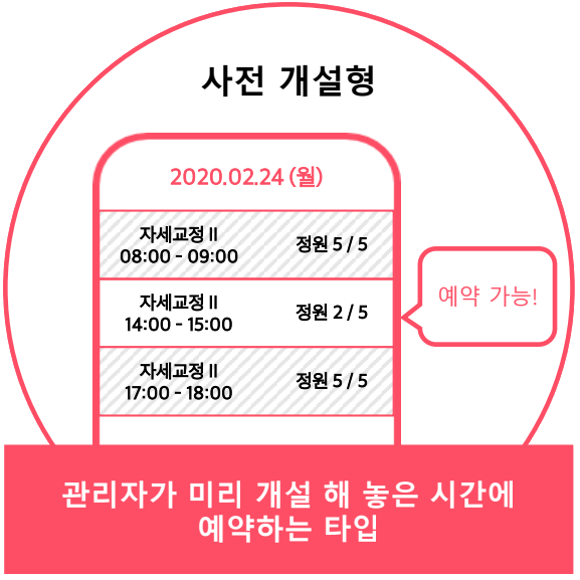 사전 개설형
2020.02.24 (월)
자세교정 II
08:00 - 09:00
정원 5 / 5
자세교정 II
14:00 - 15:00
정원 2 / 5
예약 가능!
자세교정 II
17:00 - 18:00
정원 5 / 5
관리자가 미리 개설 해 놓은 시간에
예약하는 타입